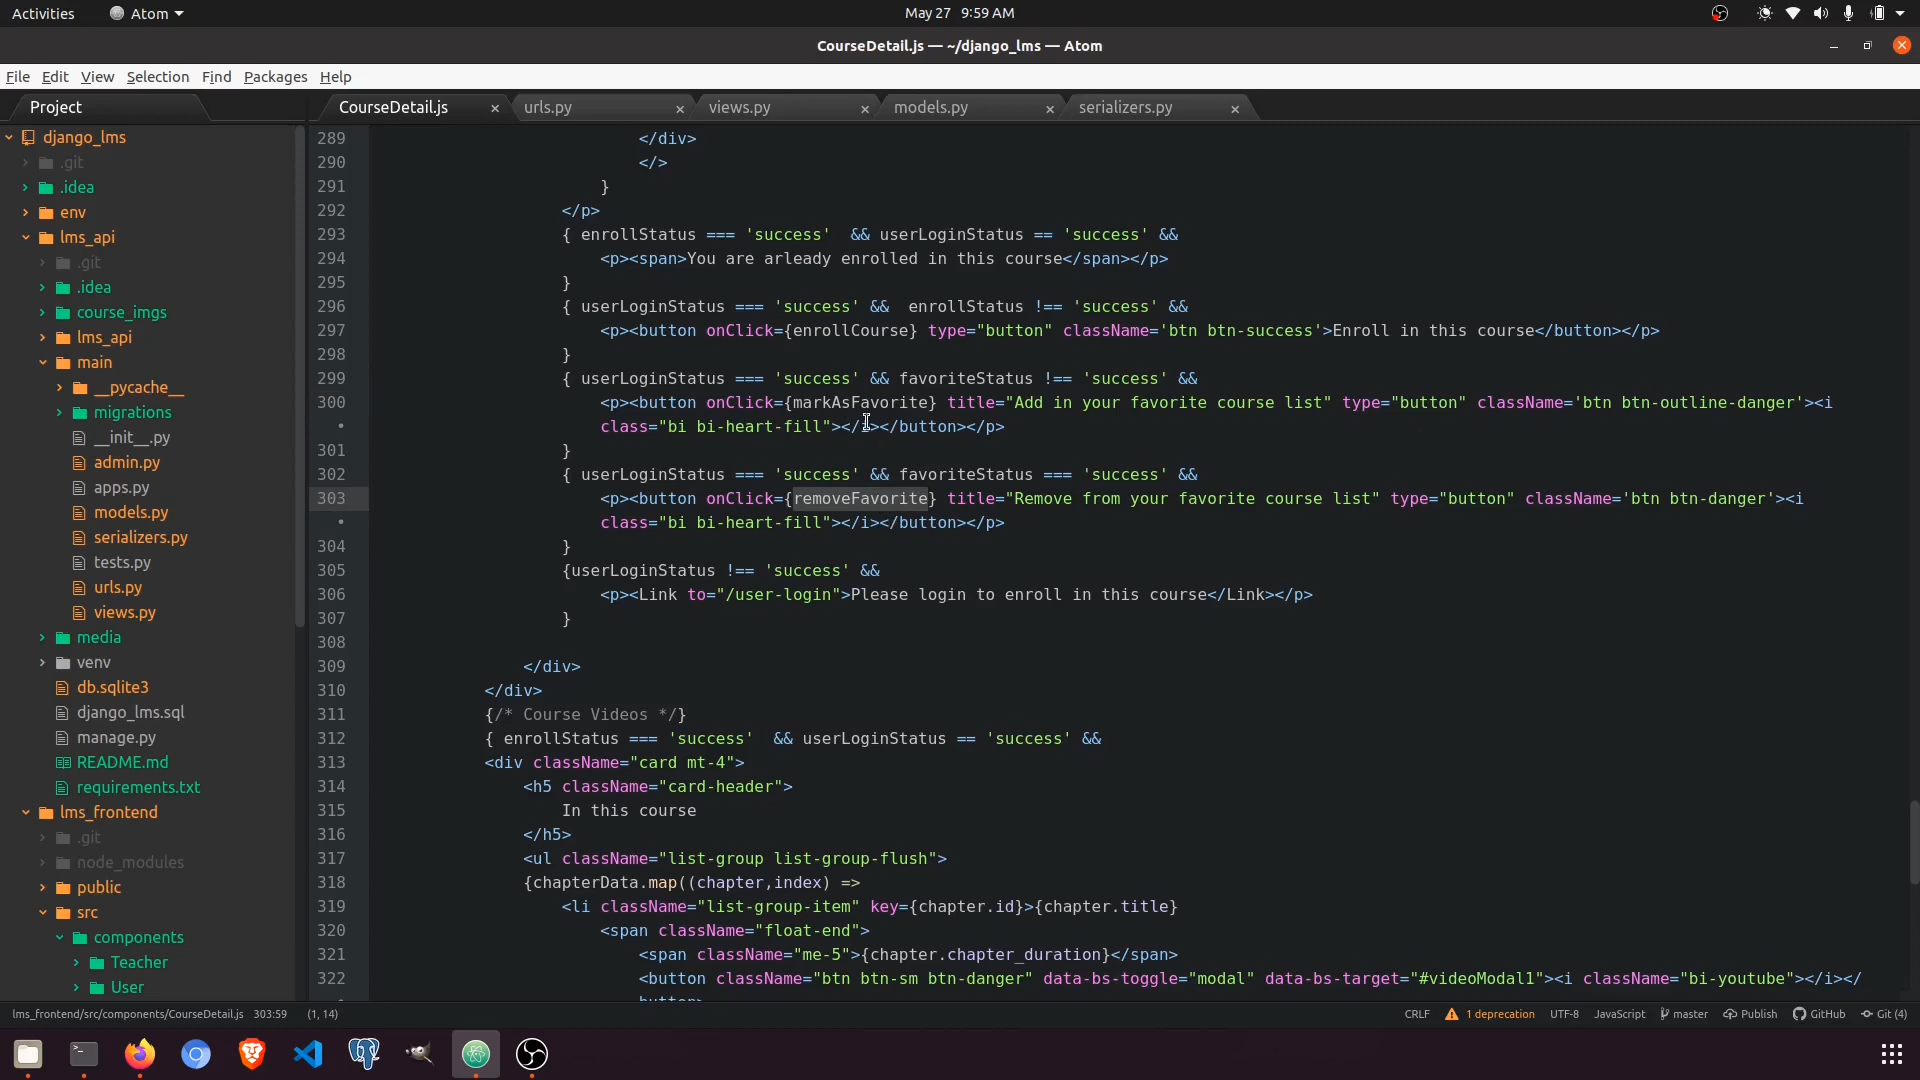 Activities
Atom
May 27 9:59 AM
CourseDetail.js — ~/django_lms — Atom
File Edit View Selection Find Packages Help
Project
CourseDetail.js
urls.py
views.py
models.py
serializers.py
django_lms
.git
.idea
env
lms_api
.git
.idea
course_imgs
lms_api
main
__pycache__
migrations
__init__.py
admin.py
apps.py
models.py
serializers.py
tests.py
urls.py
views.py
media
venv
db.sqlite3
django_lms.sql
manage.py
README.md
requirements.txt
lms_frontend
.git
node_modules
public
src
components
Teacher
User
289 </div>
290 </>
291 }
292 </p>
293 { enrollStatus === 'success'  && userLoginStatus == 'success' &&
294 <p><span>You are arleady enrolled in this course</span></p>
295 }
296 { userLoginStatus === 'success' &&  enrollStatus !== 'success' &&
297 <p><button onClick={enrollCourse} type="button" className='btn btn-success'>Enroll in this course</button></p>
298 }
299 { userLoginStatus === 'success' && favoriteStatus !== 'success' &&
300 <p><button onClick={markAsFavorite} title="Add in your favorite course list" type="button" className='btn btn-outline-danger'><i
• class="bi bi-heart-fill"></i></button></p>
301 }
302 { userLoginStatus === 'success' && favoriteStatus === 'success' &&
303 <p><button onClick={removeFavorite} title="Remove from your favorite course list" type="button" className='btn btn-danger'><i
• class="bi bi-heart-fill"></i></button></p>
304 }
305 {userLoginStatus !== 'success' &&
306 <p><Link to="/user-login">Please login to enroll in this course</Link></p>
307 }
308
309 </div>
310 </div>
311 {/* Course Videos */}
312 { enrollStatus === 'success'  && userLoginStatus == 'success' &&
313 <div className="card mt-4">
314 <h5 className="card-header">
315 In this course
316 </h5>
317 <ul className="list-group list-group-flush">
318 {chapterData.map((chapter,index) =>
319 <li className="list-group-item" key={chapter.id}>{chapter.title}
320 <span className="float-end">
321 <span className="me-5">{chapter.chapter_duration}</span>
322 <button className="btn btn-sm btn-danger" data-bs-toggle="modal" data-bs-target="#videoModal1"><i className="bi-youtube"></i></
• button>
lms_frontend/src/components/CourseDetail.js 303:59 (1, 14)
CRLF 1 deprecation UTF-8 JavaScript master Publish GitHub Git (4)